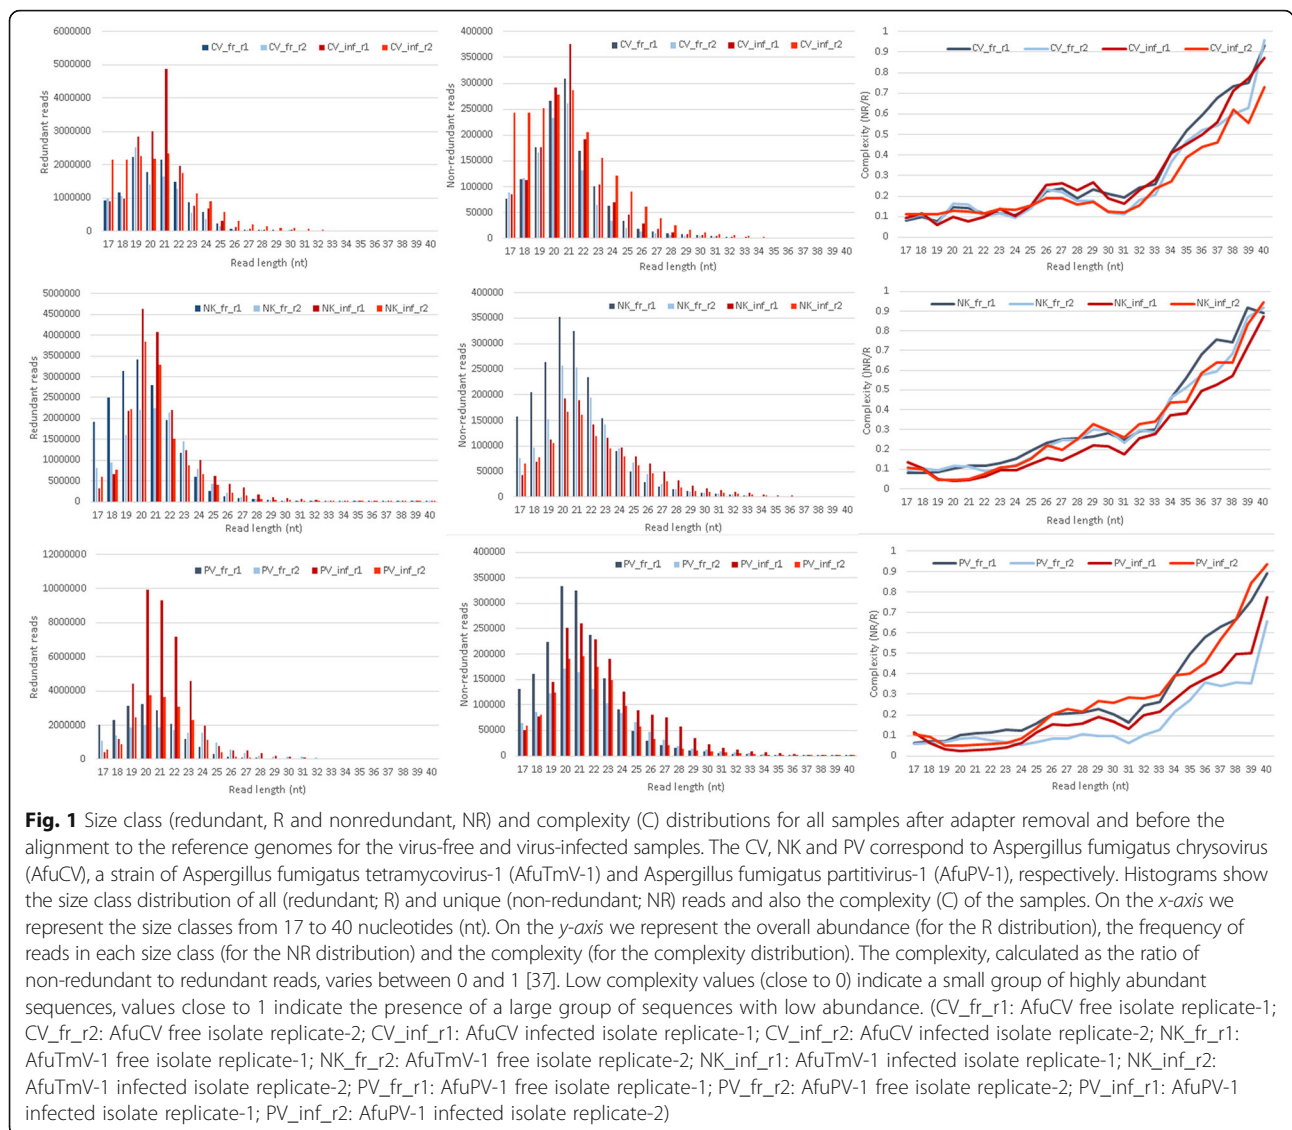 CV_fr_r1 CV_fr_r2 CV_inf_r1 CV_inf_r2
Redundant reads
6000000
5000000
4000000
3000000
2000000
1000000
0
17 18 19 20 21 22 23 24 25 26 27 28 29 30 31 32 33 34 35 36 37 38 39 40
Read length (nt)
CV_fr_r1 CV_fr_r2 CV_inf_r1 CV_inf_r2
Non-redundant reads
400000
350000
300000
250000
200000
150000
100000
50000
0
17 18 19 20 21 22 23 24 25 26 27 28 29 30 31 32 33 34 35 36 37 38 39 40
Read length (nt)
CV_fr_r1 CV_fr_r2 CV_inf_r1 CV_inf_r2
Complexity (NR/R)
1
0.9
0.8
0.7
0.6
0.5
0.4
0.3
0.2
0.1
0
17 18 19 20 21 22 23 24 25 26 27 28 29 30 31 32 33 34 35 36 37 38 39 40
Read length (nt)
NK_fr_r1 NK_fr_r2 NK_inf_r1 NK_inf_r2
Redundant reads
5000000
4500000
4000000
3500000
3000000
2500000
2000000
1500000
1000000
500000
0
17 18 19 20 21 22 23 24 25 26 27 28 29 30 31 32 33 34 35 36 37 38 39 40
Read length (nt)
NK_fr_r1 NK_fr_r2 NK_inf_r1 NK_inf_r2
Non-redundant reads
400000
350000
300000
250000
200000
150000
100000
50000
0
17 18 19 20 21 22 23 24 25 26 27 28 29 30 31 32 33 34 35 36 37 38 39 40
Read length (nt)
NK_fr_r1 NK_fr_r2 NK_inf_r1 NK_inf_r2
Complexity ()NR/R
1
0.9
0.8
0.7
0.6
0.5
0.4
0.3
0.2
0.1
0
17 18 19 20 21 22 23 24 25 26 27 28 29 30 31 32 33 34 35 36 37 38 39 40
Read length (nt)
PV_fr_r1 PV_fr_r2 PV_inf_r1 PV_inf_r2
Redundant reads
12000000
10000000
8000000
6000000
4000000
2000000
0
17 18 19 20 21 22 23 24 25 26 27 28 29 30 31 32 33 34 35 36 37 38 39 40
Read length (nt)
PV_fr_r1 PV_fr_r2 PV_inf_r1 PV_inf_r2
Non-redundant reads
400000
350000
300000
250000
200000
150000
100000
50000
0
17 18 19 20 21 22 23 24 25 26 27 28 29 30 31 32 33 34 35 36 37 38 39 40
Read length (nt)
PV_fr_r1 PV_fr_r2 PV_inf_r1 PV_inf_r2
Complexity (NR/R)
1
0.9
0.8
0.7
0.6
0.5
0.4
0.3
0.2
0.1
0
17 18 19 20 21 22 23 24 25 26 27 28 29 30 31 32 33 34 35 36 37 38 39 40
Read length (nt)
Fig. 1 Size class (redundant, R and nonredundant, NR) and complexity (C) distributions for all samples after adapter removal and before the
alignment to the reference genomes for the virus-free and virus-infected samples. The CV, NK and PV correspond to Aspergillus fumigatus chrysovirus
(AfuCV), a strain of Aspergillus fumigatus tetramycovirus-1 (AfuTmV-1) and Aspergillus fumigatus partitivirus-1 (AfuPV-1), respectively. Histograms show
the size class distribution of all (redundant; R) and unique (non-redundant; NR) reads and also the complexity (C) of the samples. On the x-axis we
represent the size classes from 17 to 40 nucleotides (nt). On the y-axis we represent the overall abundance (for the R distribution), the frequency of
reads in each size class (for the NR distribution) and the complexity (for the complexity distribution). The complexity, calculated as the ratio of
non-redundant to redundant reads, varies between 0 and 1 [37]. Low complexity values (close to 0) indicate a small group of highly abundant
sequences, values close to 1 indicate the presence of a large group of sequences with low abundance. (CV_fr_r1: AfuCV free isolate replicate-1;
CV_fr_r2: AfuCV free isolate replicate-2; CV_inf_r1: AfuCV infected isolate replicate-1; CV_inf_r2: AfuCV infected isolate replicate-2; NK_fr_r1:
AfuTmV-1 free isolate replicate-1; NK_fr_r2: AfuTmV-1 free isolate replicate-2; NK_inf_r1: AfuTmV-1 infected isolate replicate-1; NK_inf_r2:
AfuTmV-1 infected isolate replicate-2; PV_fr_r1: AfuPV-1 free isolate replicate-1; PV_fr_r2: AfuPV-1 free isolate replicate-2; PV_inf_r1: AfuPV-1
infected isolate replicate-1; PV_inf_r2: AfuPV-1 infected isolate replicate-2)